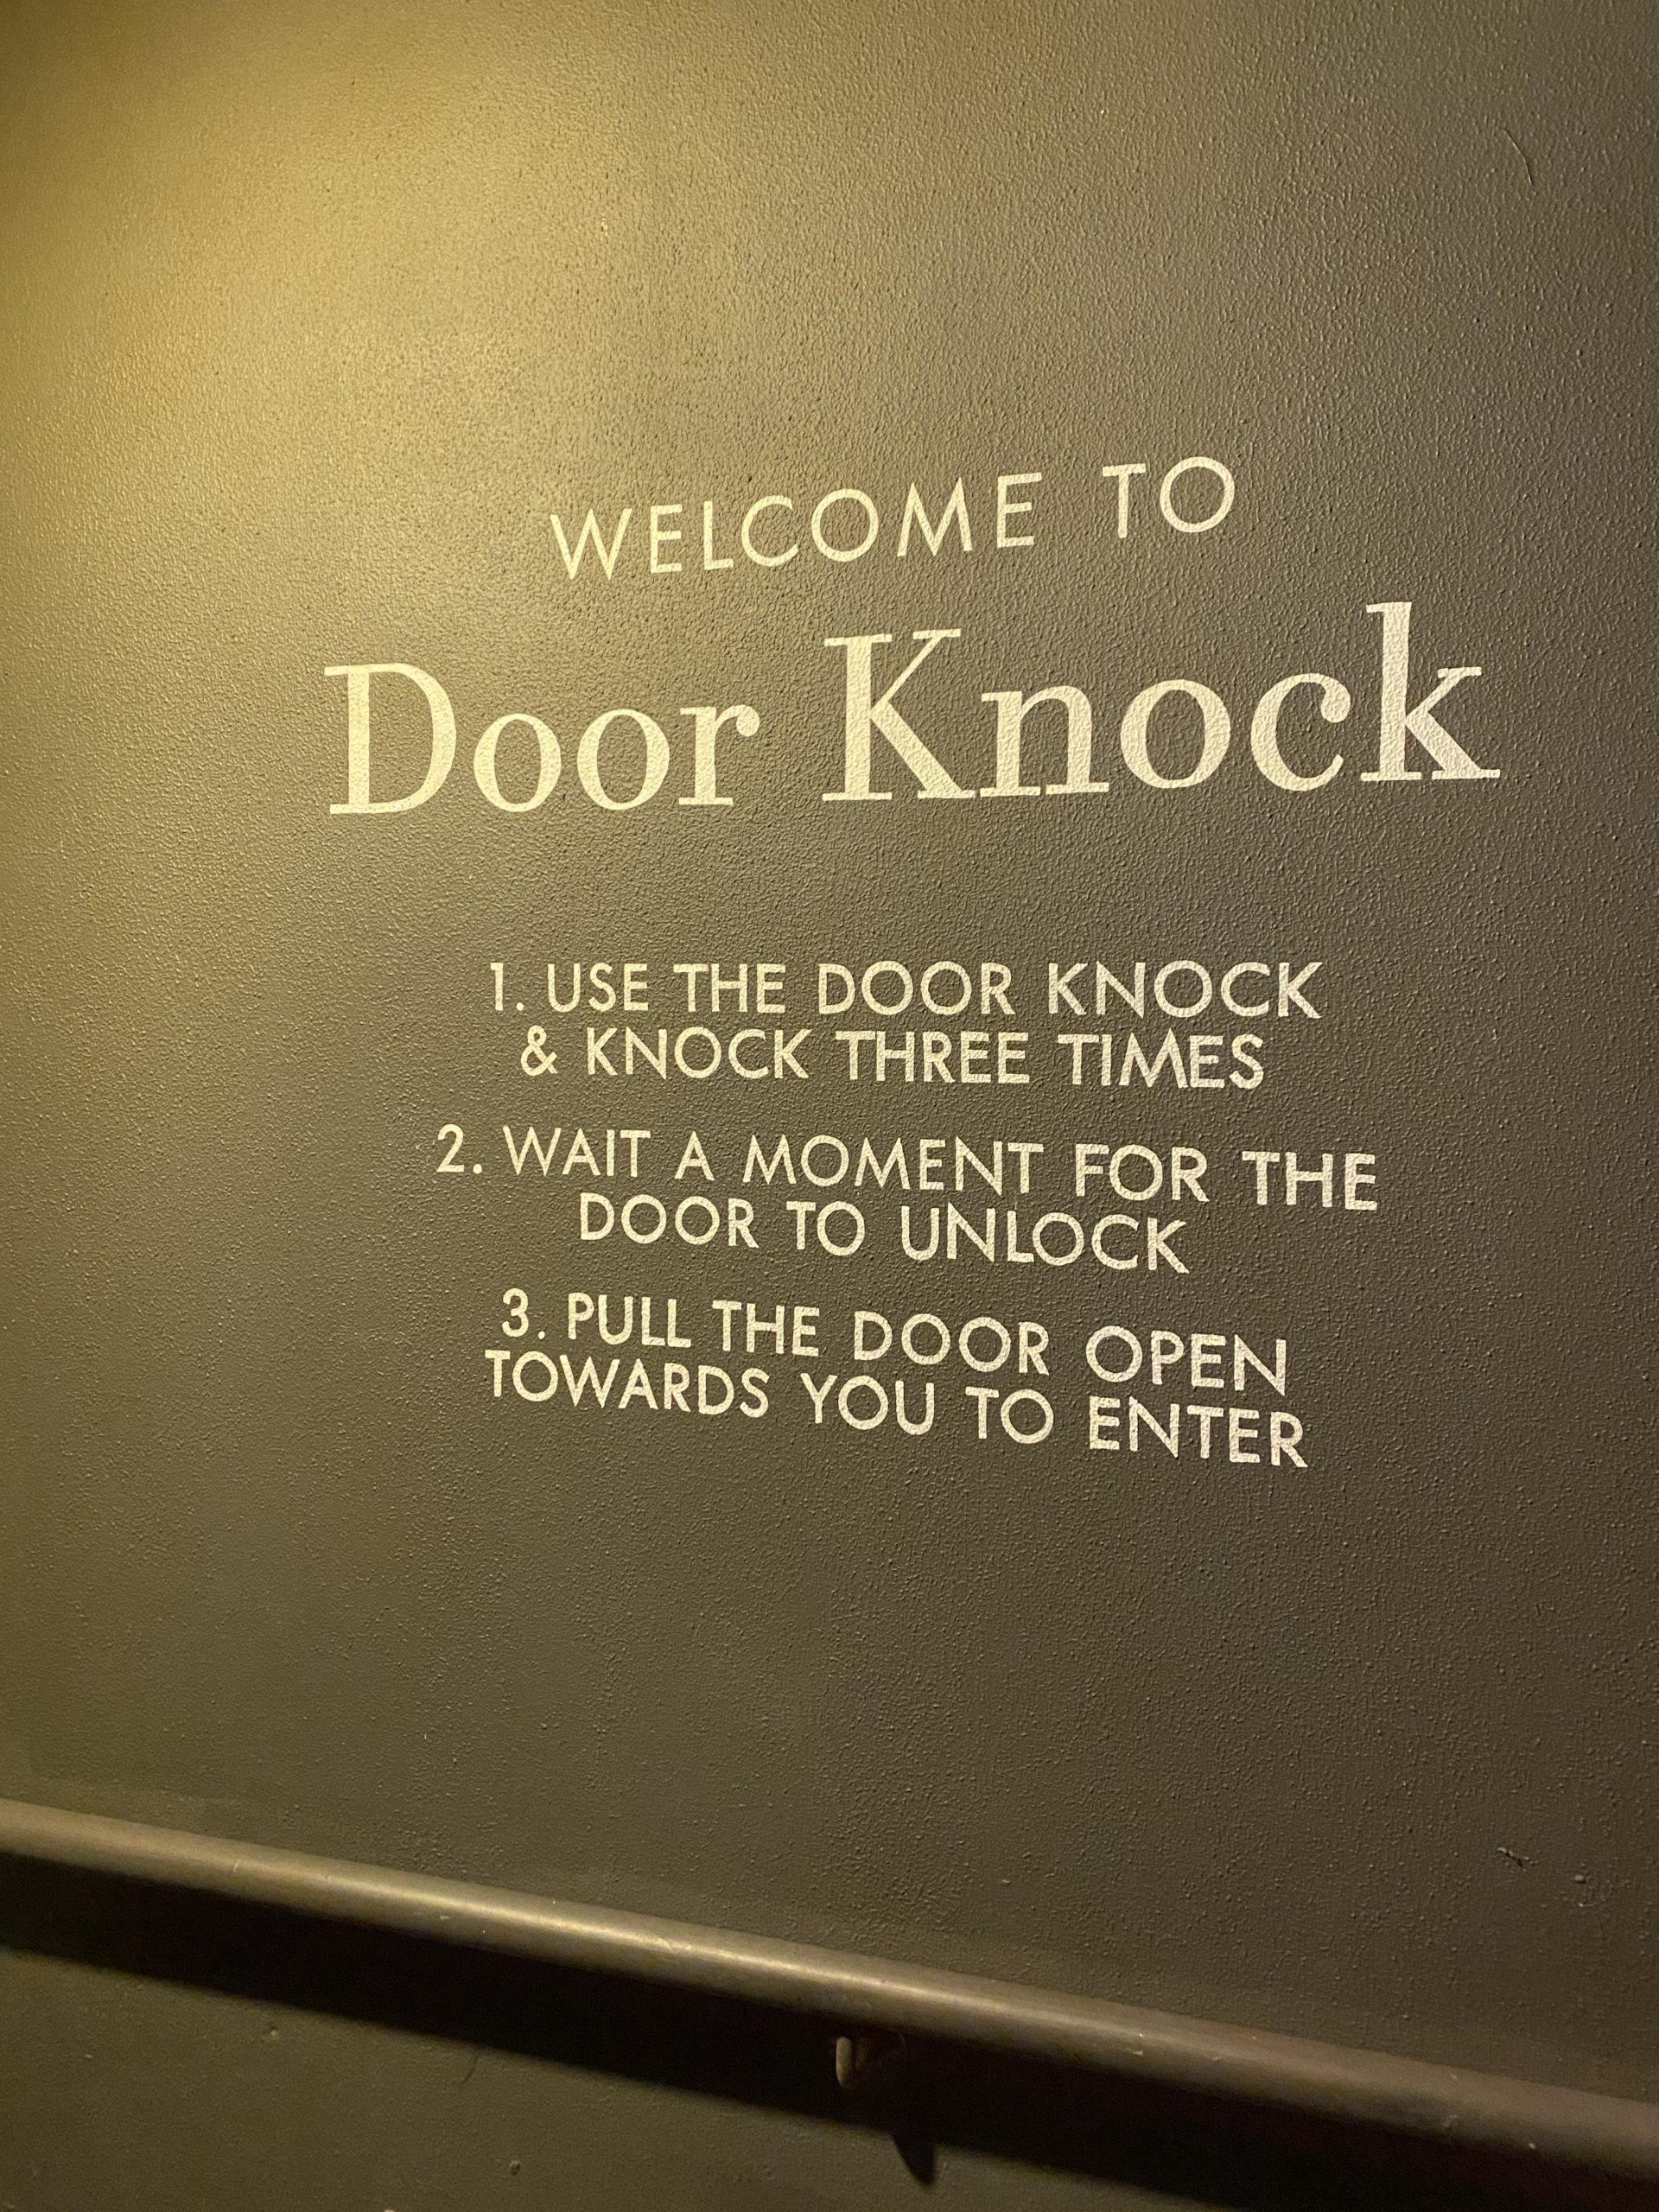 WELCOME TO
Door Knock
1. USE THE DOOR KNOCK
& KNOCK THREE TIMES
2. WAIT A MOMENT FOR THE
DOOR TO UNLOCK
3. PULL THE DOOR OPEN
TOWARDS YOU TO ENTER